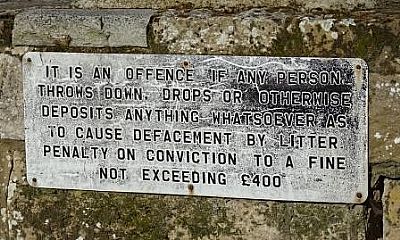 IT IS AN OFFENCE IF ANY PERSON,
THROWS DOWN, DROPS OR OTHERWISE
DEPOSITS ANYTHING WHATSOEVER AS
TO CAUSE DEFACEMENT BY LITTER
PENALTY ON CONVICTION TO A FINE
NOT EXCEEDING £400